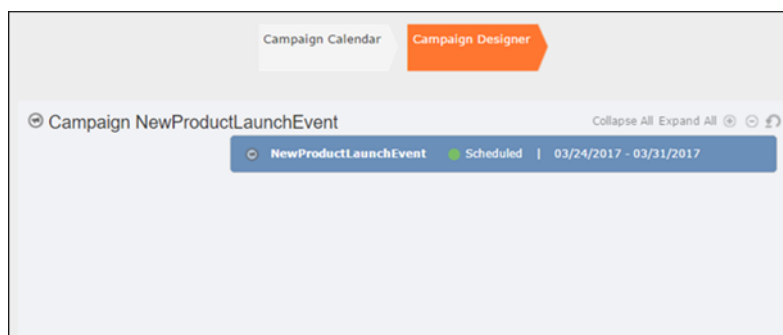 Campaign Calendar
Campaign Designer
Campaign NewProductLaunchEvent
Collapse All Expand All
NewProductLaunchEvent Scheduled | 03/24/2017 - 03/31/2017